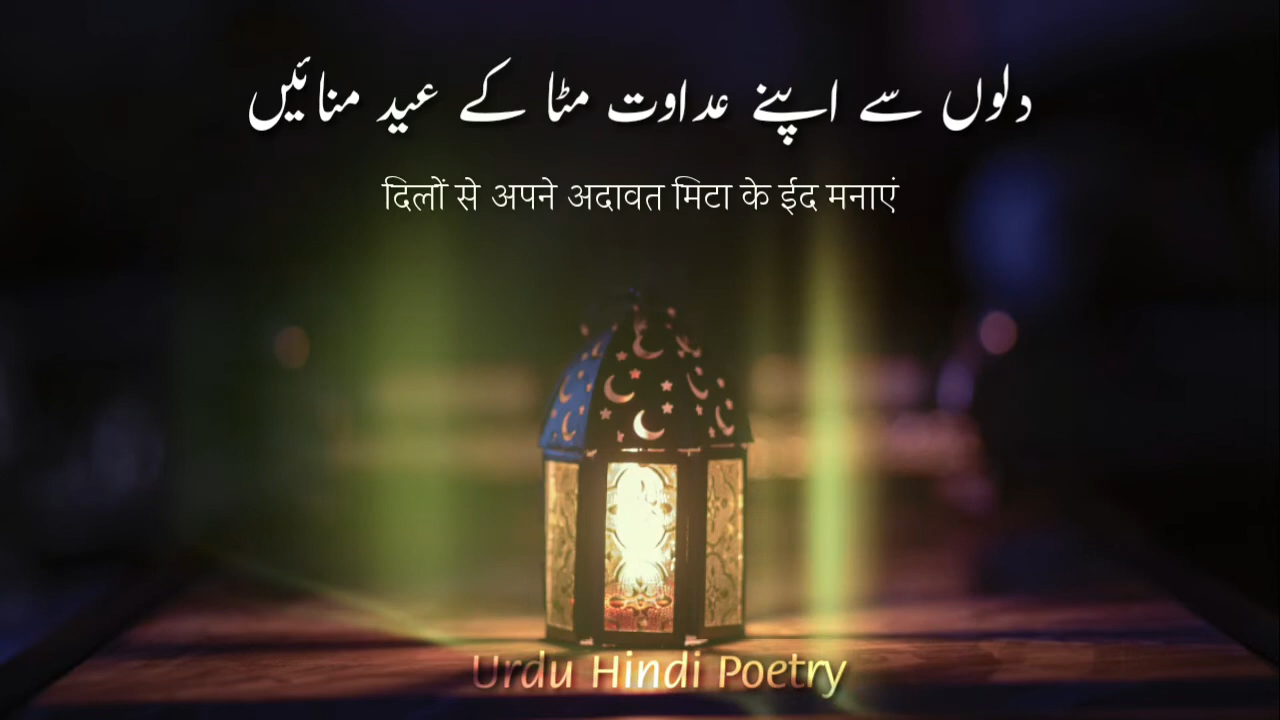 دلوں سے اپنے عداوت مٹا کے عید منائیں
दिलों से अपने अदावत मिटा के ईद मनाएं
Urdu Hindi Poetry